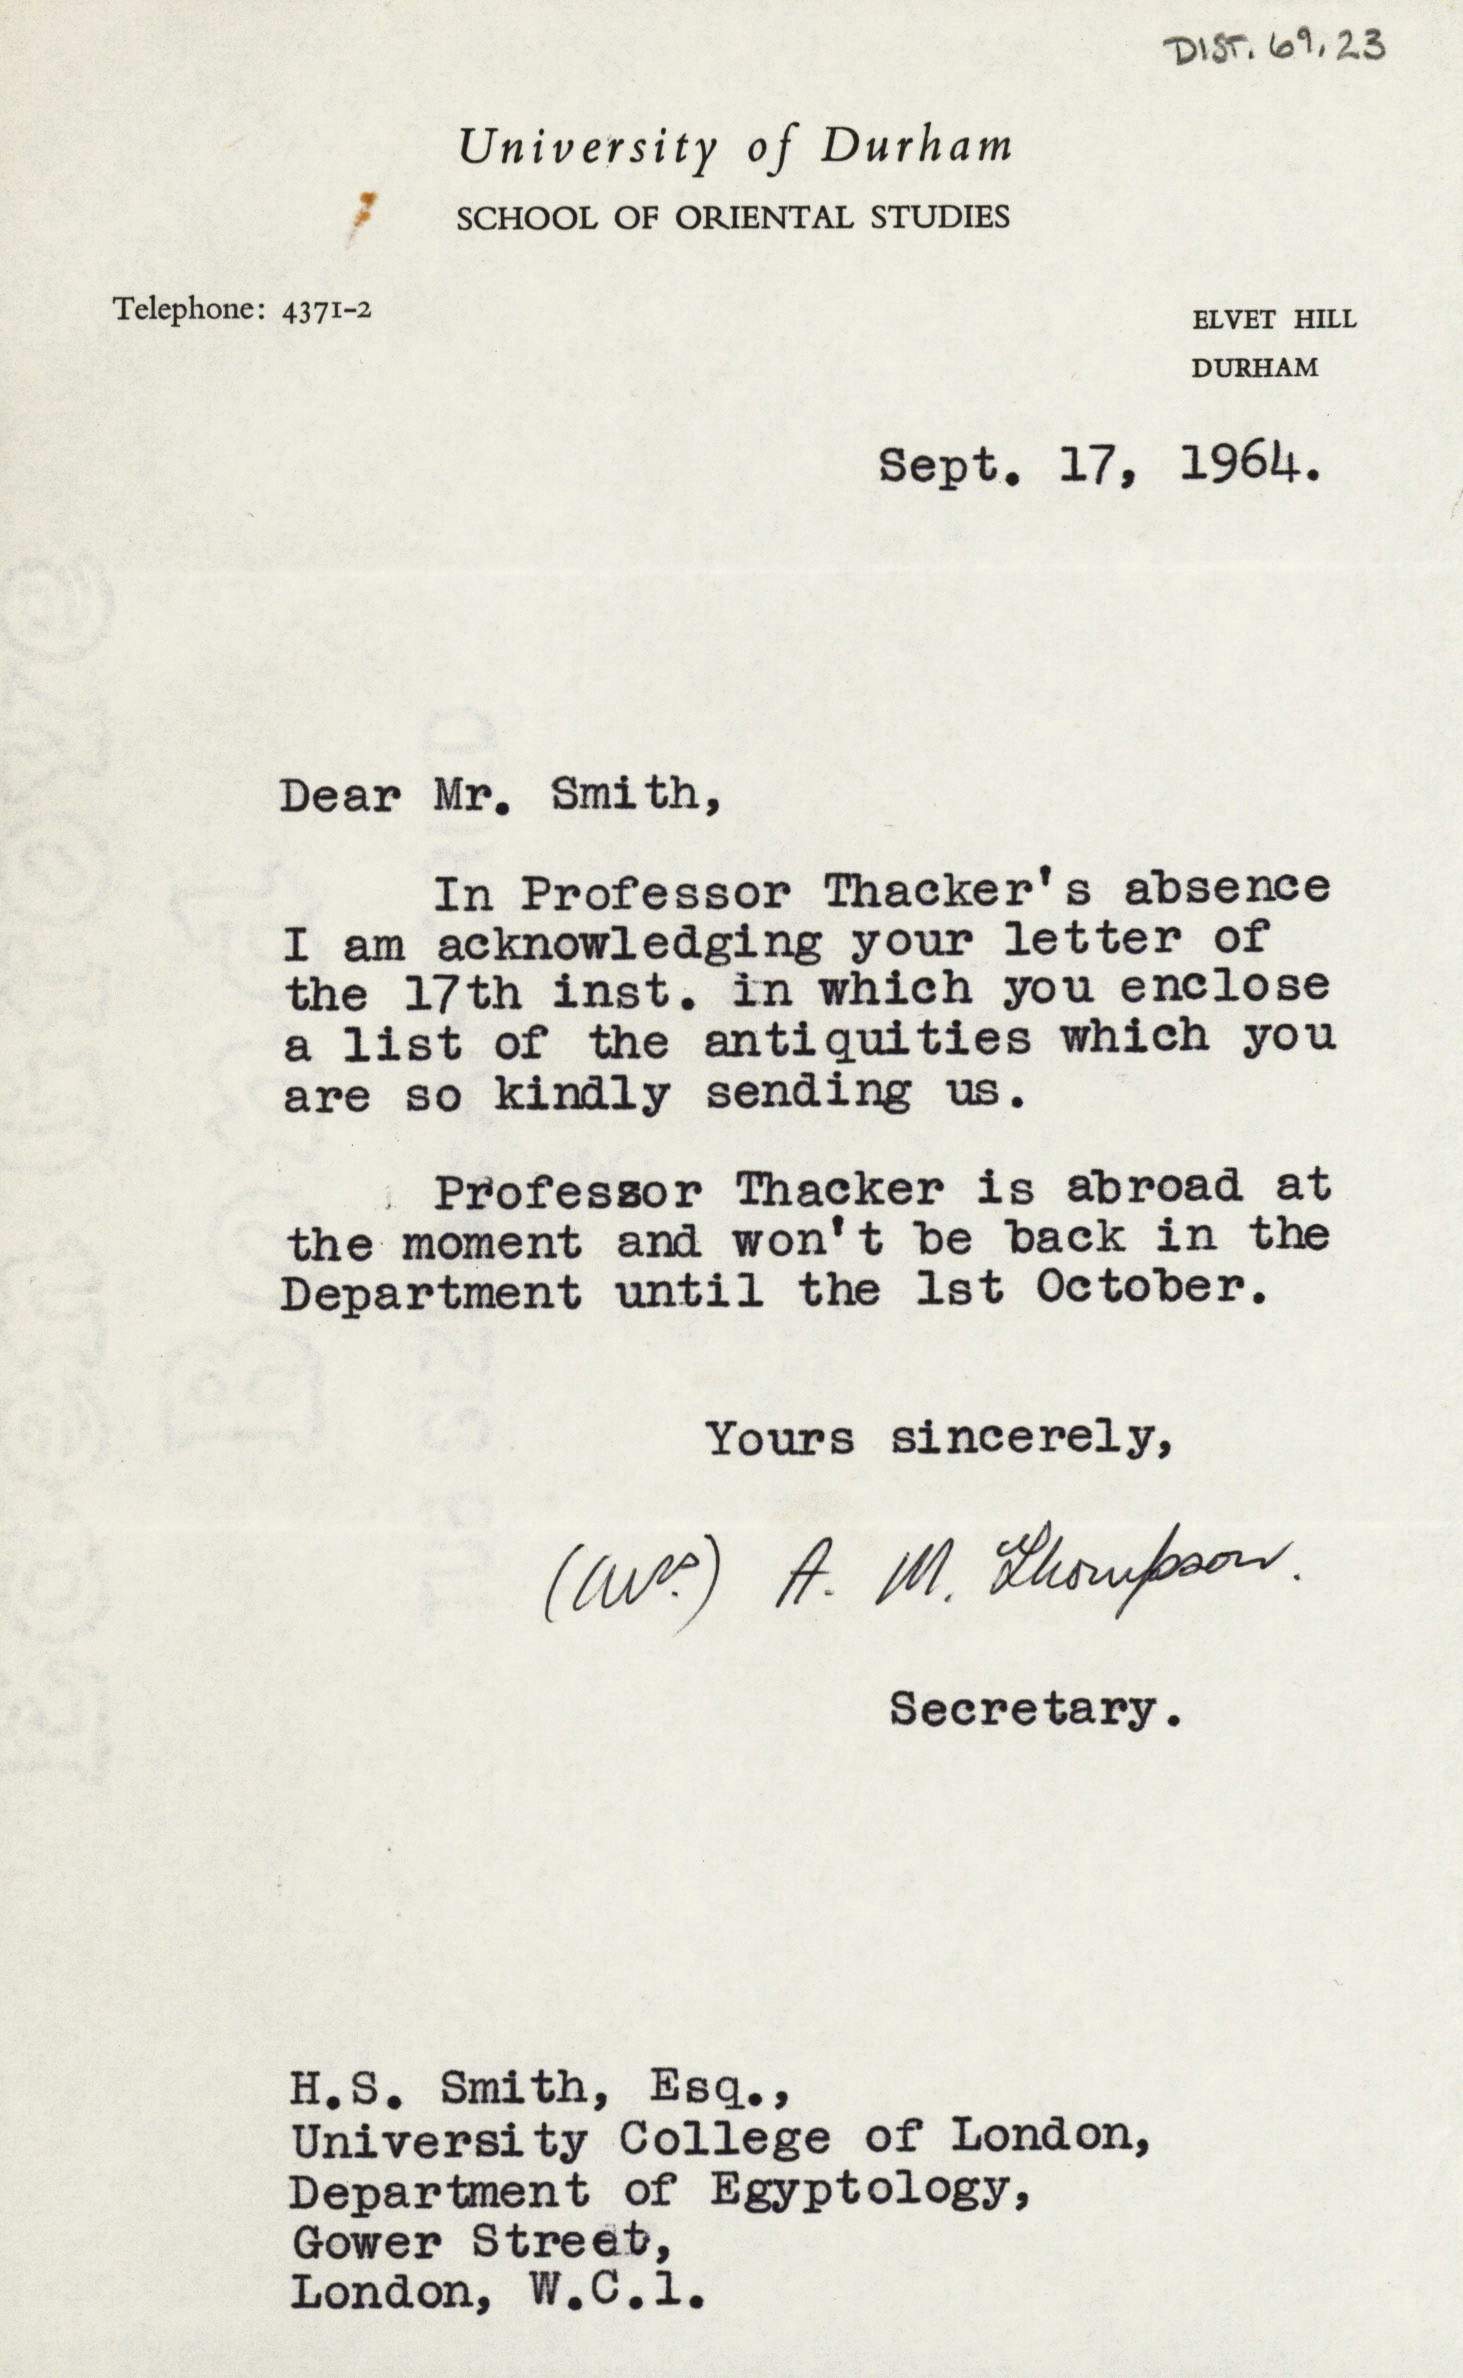 DIST. 69.23
University of Durham
SCHOOL OF ORIENTAL STUDIES
Telephone: 4371-2
ELVET HILL
DURHAM
Sept. 17, 1964.
Dear Mr. Smith,
In Professor Thacker's absence
I am acknowledging your letter of
the 17th inst. in which you enclose
a list of the antiquities which you
are so kindly sending us.
Professor Thacker is abroad at
the moment and won't be back in the
Department until the 1st October.
Yours sincerely,
(Mrs.) A. M. Thompson.
Secretary.
H.S. Smith, Esq.,
University College of London,
Department of Egyptology,
Gower Street,
London, W.C.1.